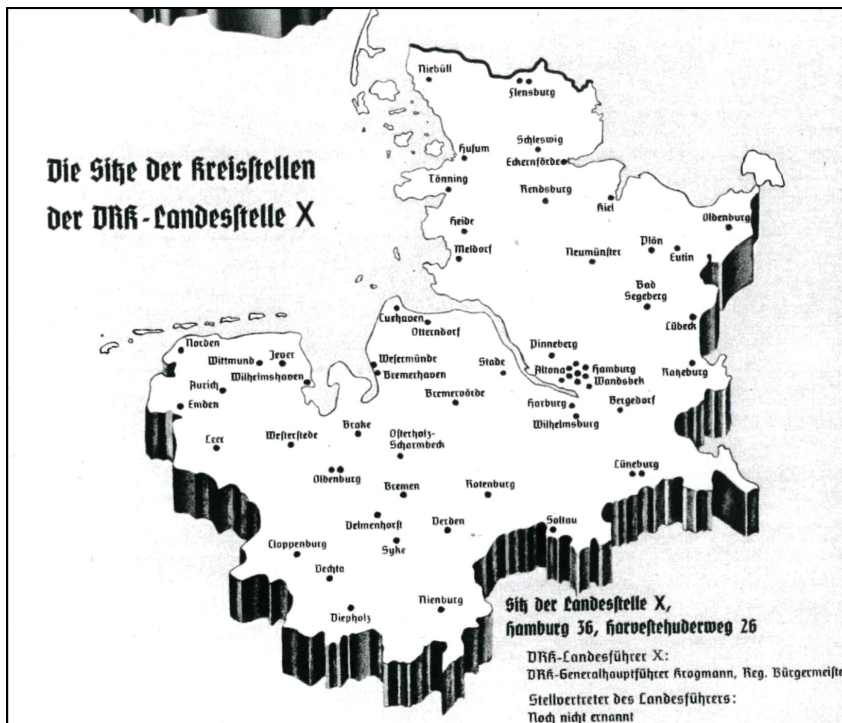 Die Sitze der Kreisstellen
der DRK-Landesstelle X
Niebüll
Flensburg
Schleswig
Husum
Eckernförde
Tönning
Rendsburg
Kiel
Oldenburg
Heide
Meldorf
Neumünster
Plön
Eutin
Bad
Segeberg
Cuxhaven
Otterndorf
Lübeck
Norden
Wittmund
Jever
Wesermünde
Stade
Pinneberg
Altona
Hamburg
Ratzeburg
Aurich
Wilhelmshaven
Bremerhaven
Wandsbek
Emden
Bremervörde
Harburg
Bergedorf
Wilhelmsburg
Leer
Westerstede
Brake
Osterholz-
Scharmbeck
Oldenburg
Bremen
Rotenburg
Lüneburg
Delmenhorst
Verden
Soltau
Cloppenburg
Syke
Vechta
Diepholz
Nienburg
Sitz der Landesstelle X,
Hamburg 36, Harvestehuderweg 26
DRK-Landesführer X:
DRK-Generalhauptführer Krogmann, Reg. Bürgermeiste
Stellvertreter des Landesführers:
Noch nicht ernannt